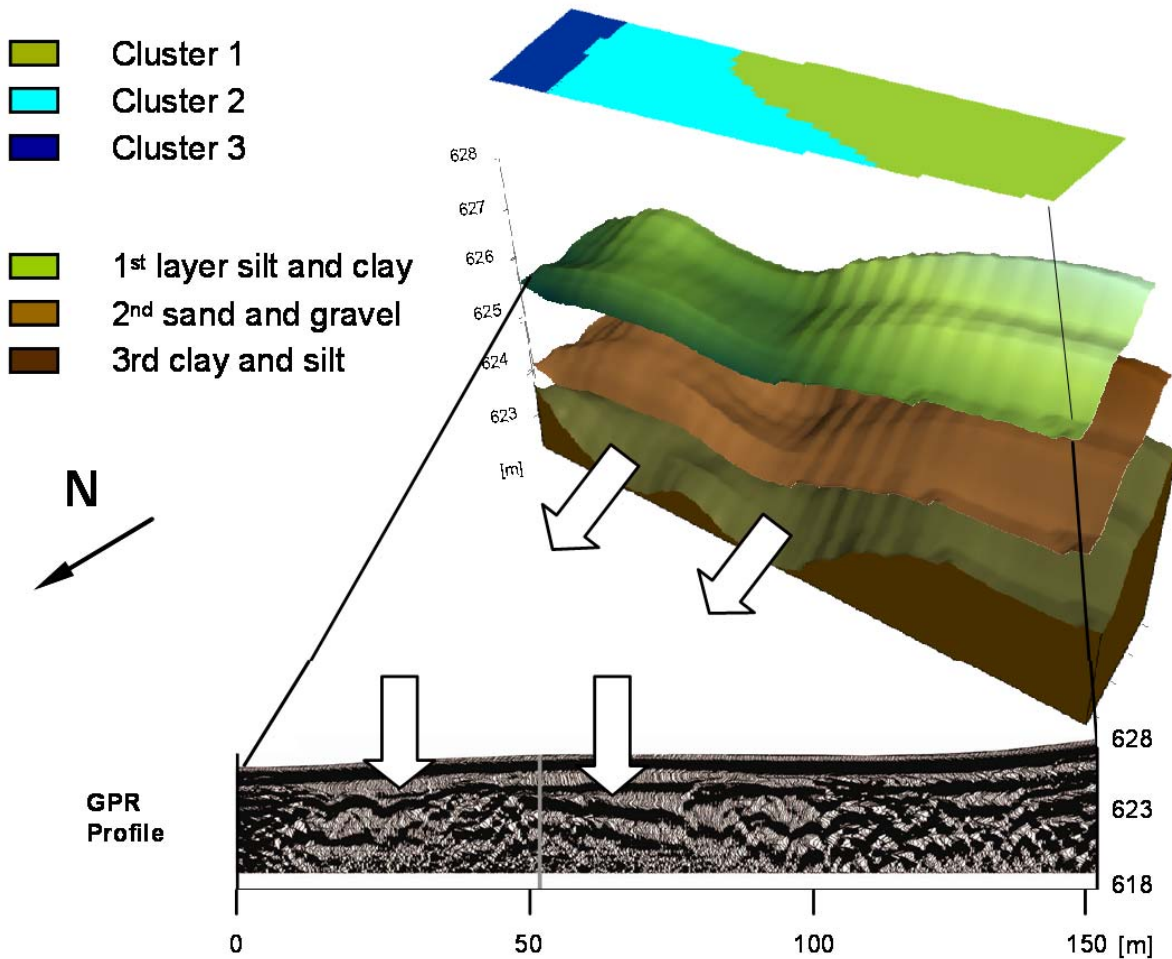 Cluster 1
Cluster 2
Cluster 3
1st layer silt and clay
2nd sand and gravel
3rd clay and silt
628
627
626
625
624
623
[m]
N
GPR
Profile
628
623
618
0
50
100
150 [m]